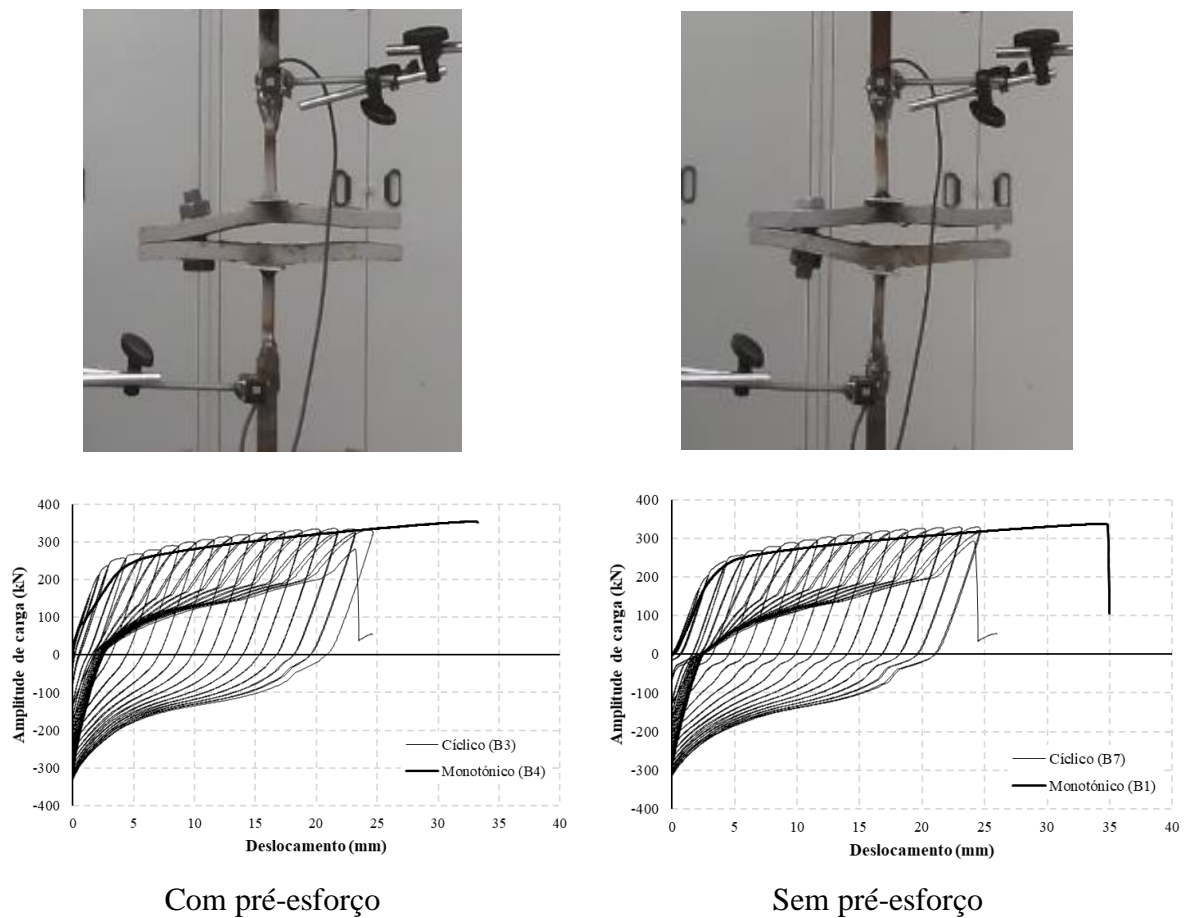 400
300
200
100
0
-100
-200
-300
-400
Amplitude de carga (kN)
Cíclico (B3)
Monotónico (B4)
0 5 10 15 20 25 30 35 40
Deslocamento (mm)
400
300
200
100
0
-100
-200
-300
-400
Amplitude de carga (kN)
Cíclico (B7)
Monotónico (B1)
0 5 10 15 20 25 30 35 40
Deslocamento (mm)
Com pré-esforço
Sem pré-esforço